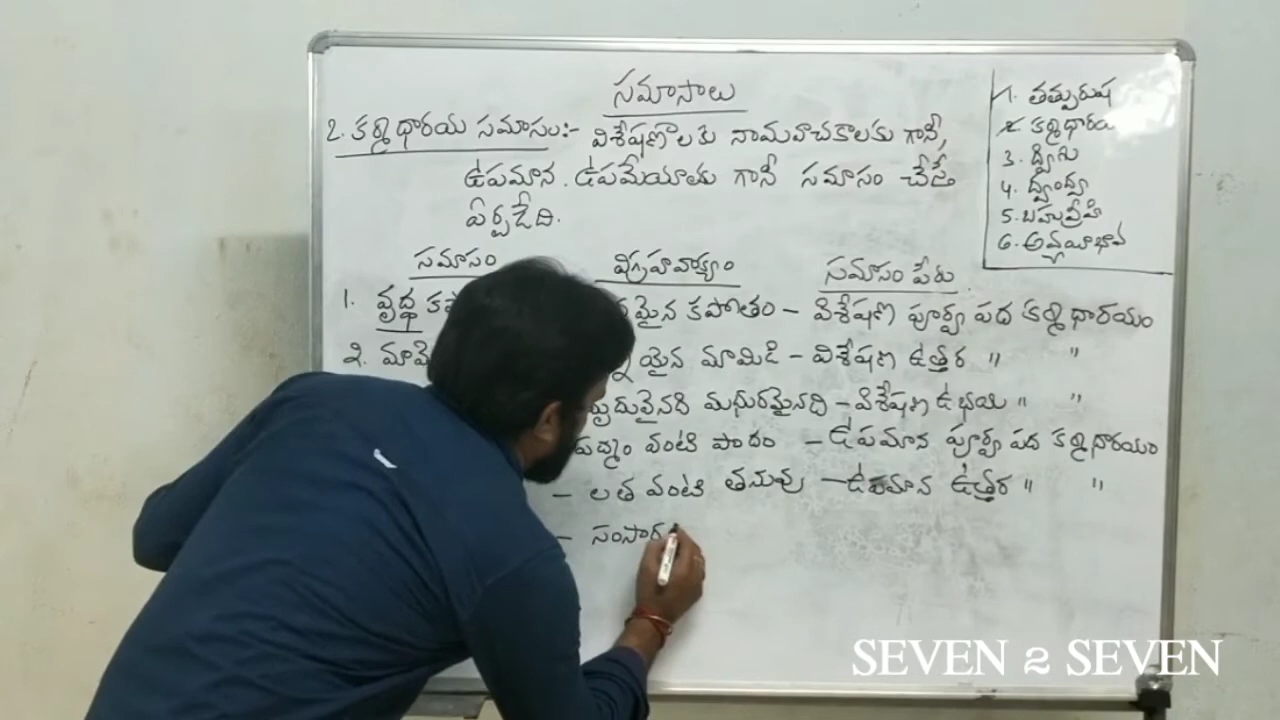 సమాసాలు
2. కర్మధారయ సమాసం:- విశేషణాలకు నామవాచకాలకు గానీ,
ఉపమాన. ఉపమేయాలకు గానీ సమాసం చేస్తే
ఏర్పడేది.
1. తత్పురుష
2. కర్మధారయ
3. ద్విగు
4. ద్వంద్వ
5. బహువ్రీహి
6. అవ్యయీభావ
సమాసం విగ్రహవాక్యం సమాసం పేరు
1. వృద్ధ మైన కపోతం - విశేషణ పూర్వ పద కర్మధారయం
2. యైన మామిడి - విశేషణ ఉత్తర " "
మృదువైనది మధురమైనది - విశేషణ ఉభయ " "
పద్మం వంటి పాదం - ఉపమాన పూర్వ పద కర్మధారయం
- లత వంటి తనువు - ఉపమాన ఉత్తర " "
- సంసార
SEVEN 2 SEVEN